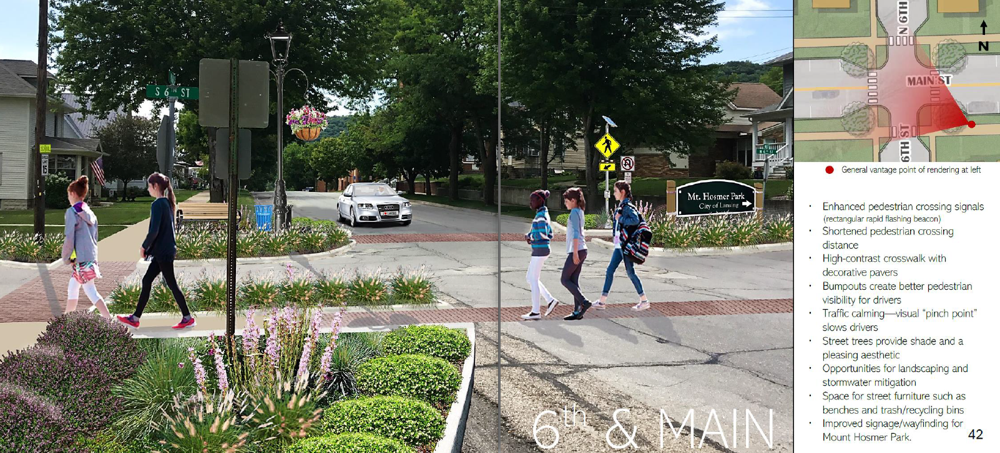 S 6TH ST
SCHOOL
15
N 6TH ST
Mt. Hosmer Park
City of Lansing
6th & MAIN
N 6TH
MAIN ST
6TH ST
N
General vantage point of rendering at left
· Enhanced pedestrian crossing signals
(rectangular rapid flashing beacon)
· Shortened pedestrian crossing
distance
· High-contrast crosswalk with
decorative pavers
· Bumpouts create better pedestrian
visibility for drivers
· Traffic calming—visual “pinch point”
slows drivers
· Street trees provide shade and a
pleasing aesthetic
· Opportunities for landscaping and
stormwater mitigation
· Space for street furniture such as
benches and trash/recycling bins
· Improved signage/wayfinding for
Mount Hosmer Park.
42